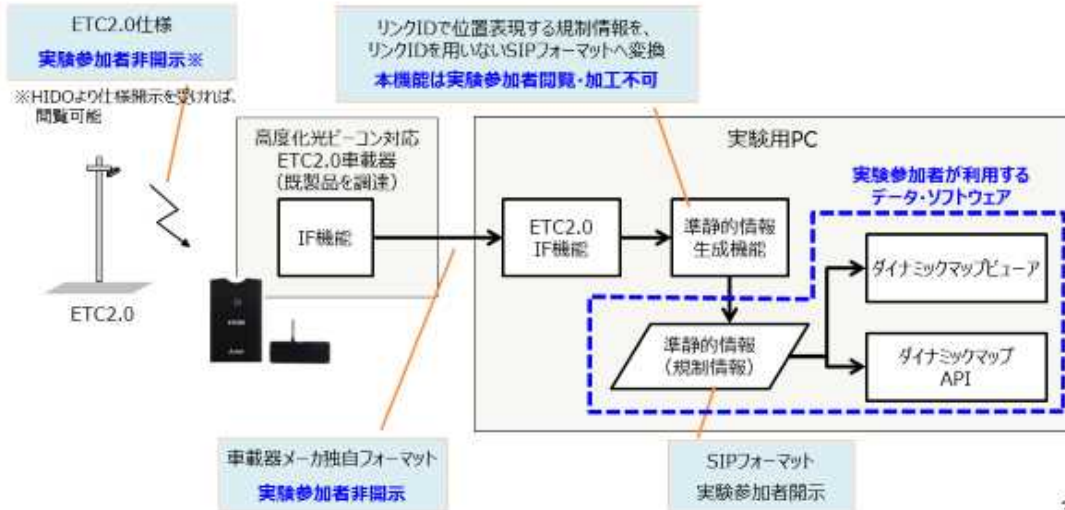 ETC2.0仕様
実験参加者非開示※
※HIDOより仕様開示を受ければ、
閲覧可能
リンクIDで位置表現する規制情報を、
リンクIDを用いないSIPフォーマットへ変換
本機能は実験参加者閲覧・加工不可
高度化光ビーコン対応
ETC2.0車載器
（既製品を調達）
IF機能
ETC2.0
実験用PC
実験参加者が利用する
データ・ソフトウェア
ETC2.0
IF機能
準静的情報
生成機能
ダイナミックマップビューア
準静的情報
（規制情報）
ダイナミックマップ
API
車載器メーカ独自フォーマット
実験参加者非開示
SIPフォーマット
実験参加者開示